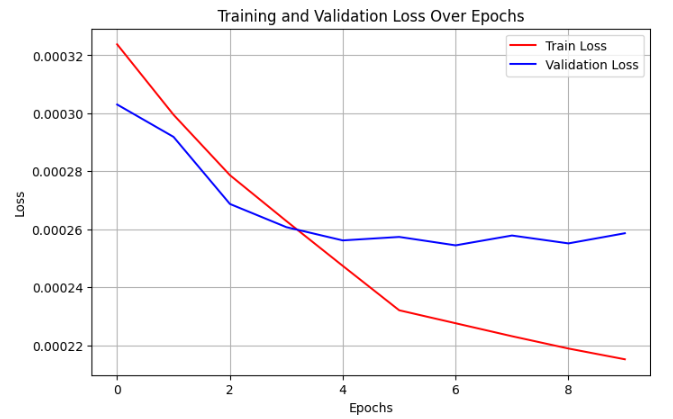 Training and Validation Loss Over Epochs
Train Loss
Validation Loss
0.00032
0.00030
0.00028
0.00026
0.00024
0.00022
Loss
0 2 4 6 8
Epochs